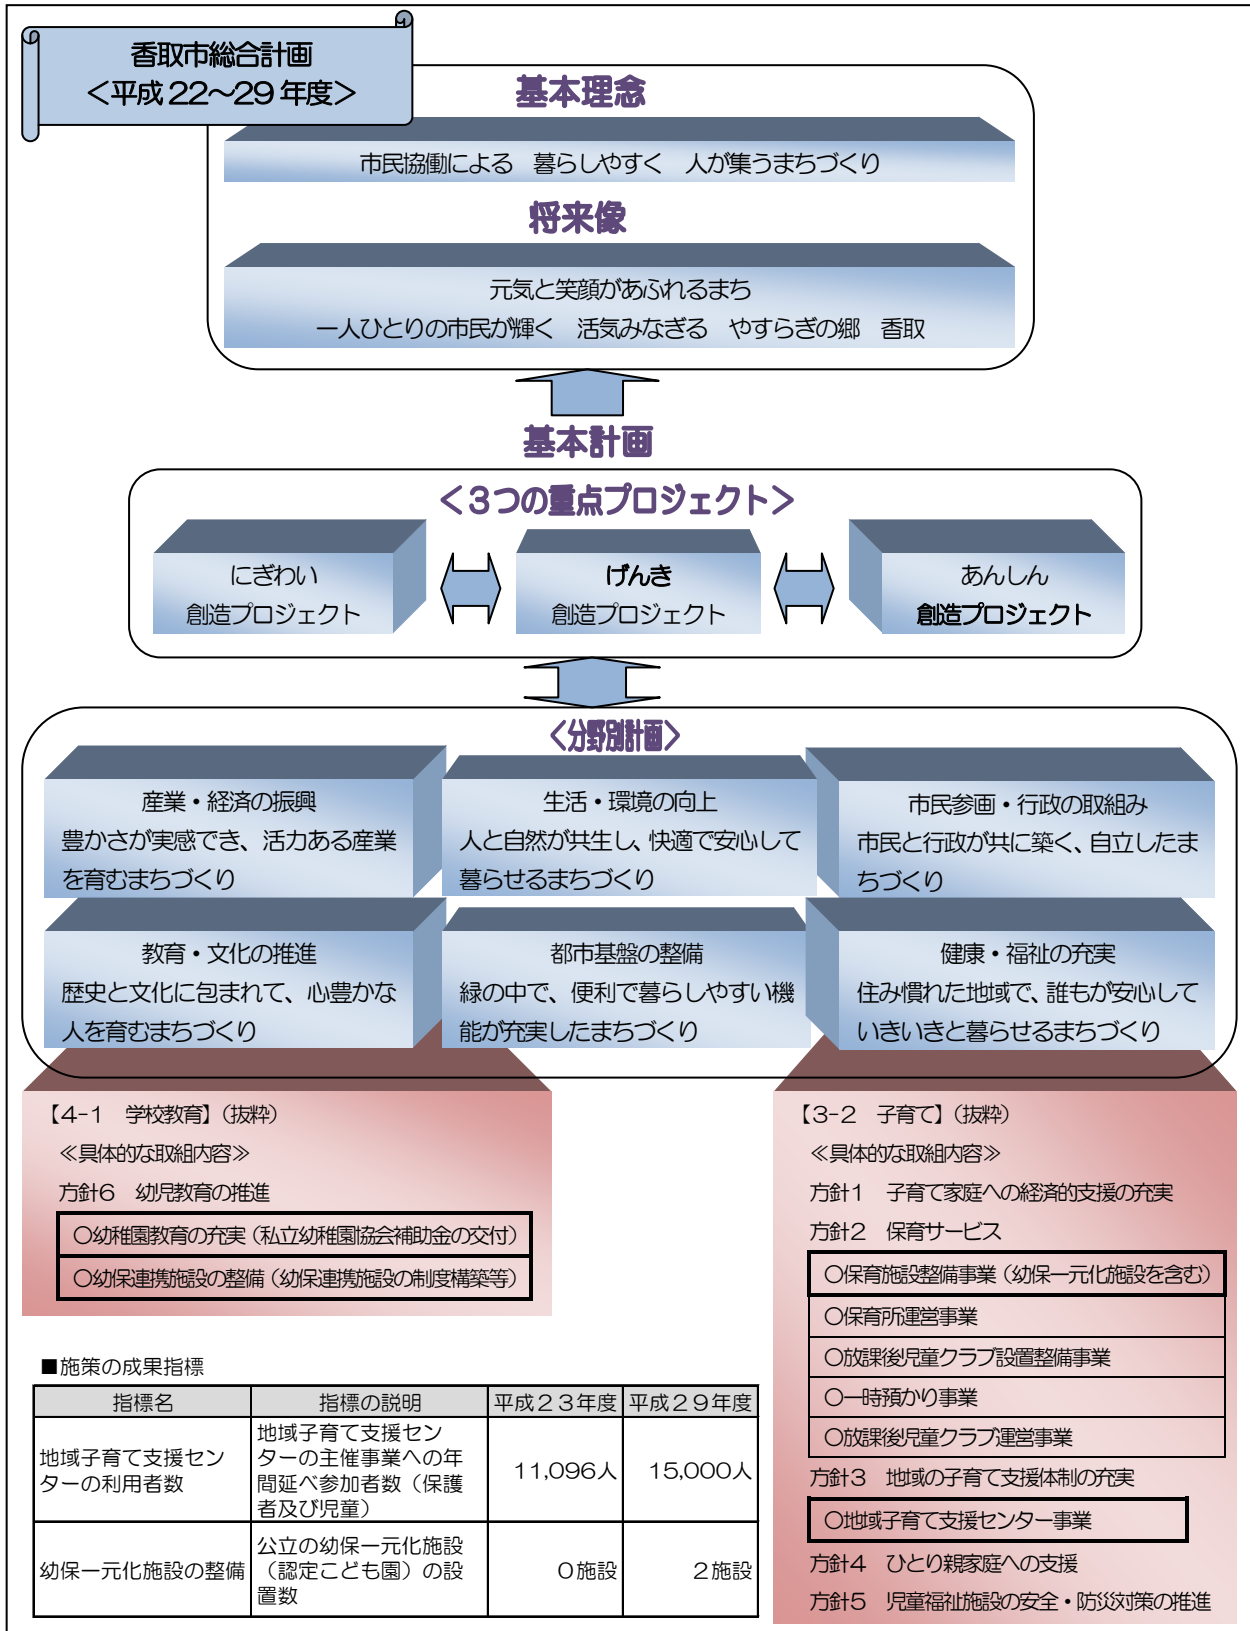 香取市総合計画
＜平成22～29年度＞
基本理念
市民協働による　暮らしやすく　人が集うまちづくり
将来像
元気と笑顔があふれるまち
一人ひとりの市民が輝く　活気みなぎる　やすらぎの郷　香取
基本計画
＜3つの重点プロジェクト＞
にぎわい
創造プロジェクト
げんき
創造プロジェクト
あんしん
創造プロジェクト
＜分野別計画＞
産業・経済の振興
豊かさが実感でき、活力ある産業
を育むまちづくり
生活・環境の向上
人と自然が共生し、快適で安心して
暮らせるまちづくり
市民参画・行政の取組み
市民と行政が共に築く、自立したま
ちづくり
教育・文化の推進
歴史と文化に包まれて、心豊かな
人を育むまちづくり
都市基盤の整備
緑の中で、便利で暮らしやすい機
能が充実したまちづくり
健康・福祉の充実
住み慣れた地域で、誰もが安心して
いきいきと暮らせるまちづくり
【4-1　学校教育】（抜粋）
≪具体的な取組内容≫
方針6　幼児教育の推進
○幼稚園教育の充実（私立幼稚園協会補助金の交付）
○幼保連携施設の整備（幼保連携施設の制度構築等）
【3-2　子育て】（抜粋）
≪具体的な取組内容≫
方針1　子育て家庭への経済的支援の充実
方針2　保育サービス
○保育施設整備事業（幼保一元化施設を含む）
○保育所運営事業
○放課後児童クラブ設置整備事業
○一時預かり事業
○放課後児童クラブ運営事業
方針3　地域の子育て支援体制の充実
○地域子育て支援センター事業
方針4　ひとり親家庭への支援
方針5　児童福祉施設の安全・防災対策の推進
■施策の成果指標
指標名　指標の説明　平成23年度　平成29年度
地域子育て支援セン
ターの利用者数
地域子育て支援セン
ターの主催事業への年
間延べ参加者数（保護
者及び児童）
11,096人　15,000人
幼保一元化施設の整備
公立の幼保一元化施設
（認定こども園）の設
置数
0施設　2施設